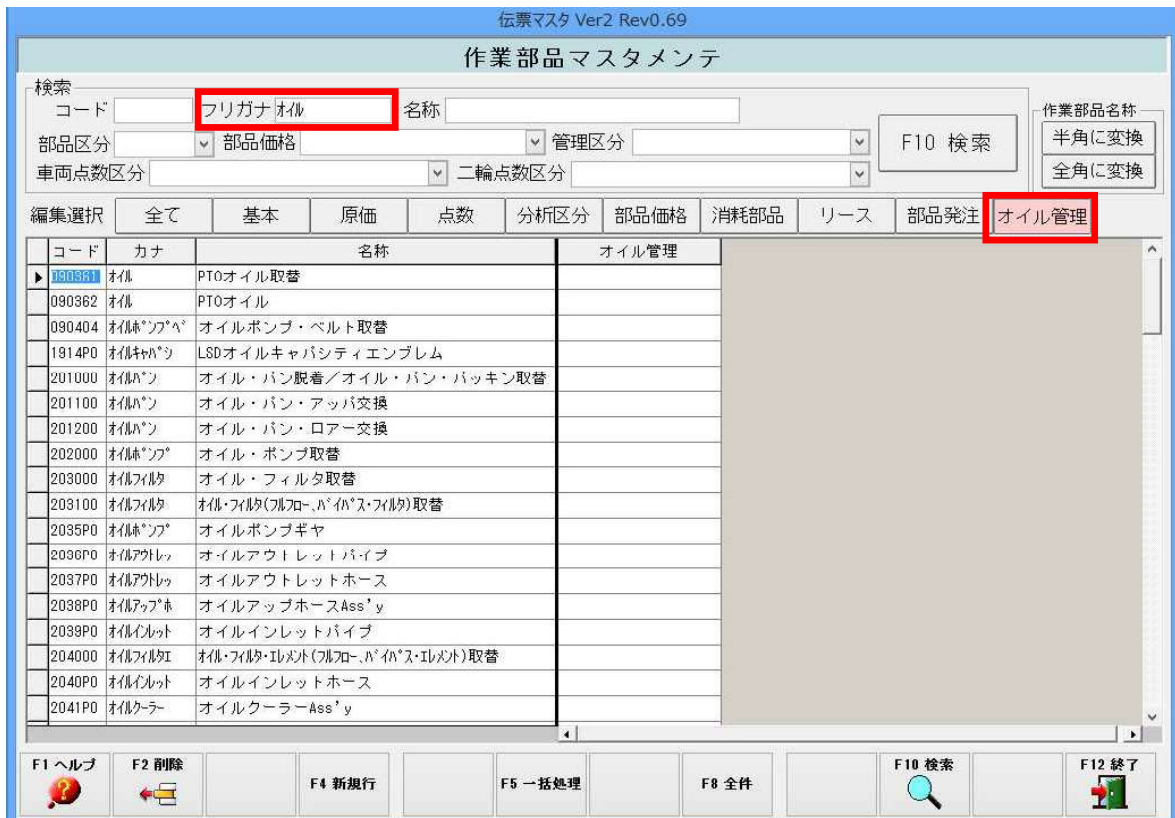 伝票マスタ Ver2 Rev0.69
作業部品マスタメンテ
検索
コード フリガナ ｵｲﾙ 名称
部品区分 部品価格 管理区分
車両点数区分 二輪点数区分
F10 検索
作業部品名称
半角に変換
全角に変換
編集選択 全て 基本 原価 点数 分析区分 部品価格 消耗部品 リース 部品発注 オイル管理
コード カナ 名称 オイル管理
090361 ｵｲﾙ PTOオイル取替
090362 ｵｲﾙ PTOオイル
090404 ｵｲﾙﾎﾟﾝﾌﾟﾍﾞ オイルポンプ・ベルト取替
1914P0 ｵｲﾙｷｬﾊﾟｼ LSDオイルキャパシティエンブレム
201000 ｵｲﾙﾊﾟﾝ オイル・パン脱着／オイル・パン・パッキン取替
201100 ｵｲﾙﾊﾟﾝ オイル・パン・アッパ交換
201200 ｵｲﾙﾊﾟﾝ オイル・パン・ロアー交換
202000 ｵｲﾙﾎﾟﾝﾌﾟ オイル・ポンプ取替
203000 ｵｲﾙﾌｨﾙﾀ オイル・フィルタ取替
203100 ｵｲﾙﾌｨﾙﾀ ｵｲﾙ・ﾌｨﾙﾀ(ﾌﾙﾌﾛｰ､ﾊﾞｲﾊﾟｽ・ﾌｨﾙﾀ)取替
2035P0 ｵｲﾙﾎﾟﾝﾌﾟ オイルポンプギヤ
2036P0 ｵｲﾙｱｳﾄﾚｯ オイルアウトレットパイプ
2037P0 ｵｲﾙｱｳﾄﾚｯ オイルアウトレットホース
2038P0 ｵｲﾙｱｯﾌﾟﾎ オイルアップホースAss'y
2039P0 ｵｲﾙｲﾝﾚｯﾄ オイルインレットパイプ
204000 ｵｲﾙﾌｨﾙﾀｴ ｵｲﾙ・ﾌｨﾙﾀ・ｴﾚﾒﾝﾄ(ﾌﾙﾌﾛｰ､ﾊﾞｲﾊﾟｽ・ｴﾚﾒﾝﾄ)取替
2040P0 ｵｲﾙｲﾝﾚｯﾄ オイルインレットホース
2041P0 ｵｲﾙｸｰﾗｰ オイルクーラーAss'y
F1 ヘルプ F2 削除 F4 新規行 F5 一括処理 F8 全件 F10 検索 F12 終了